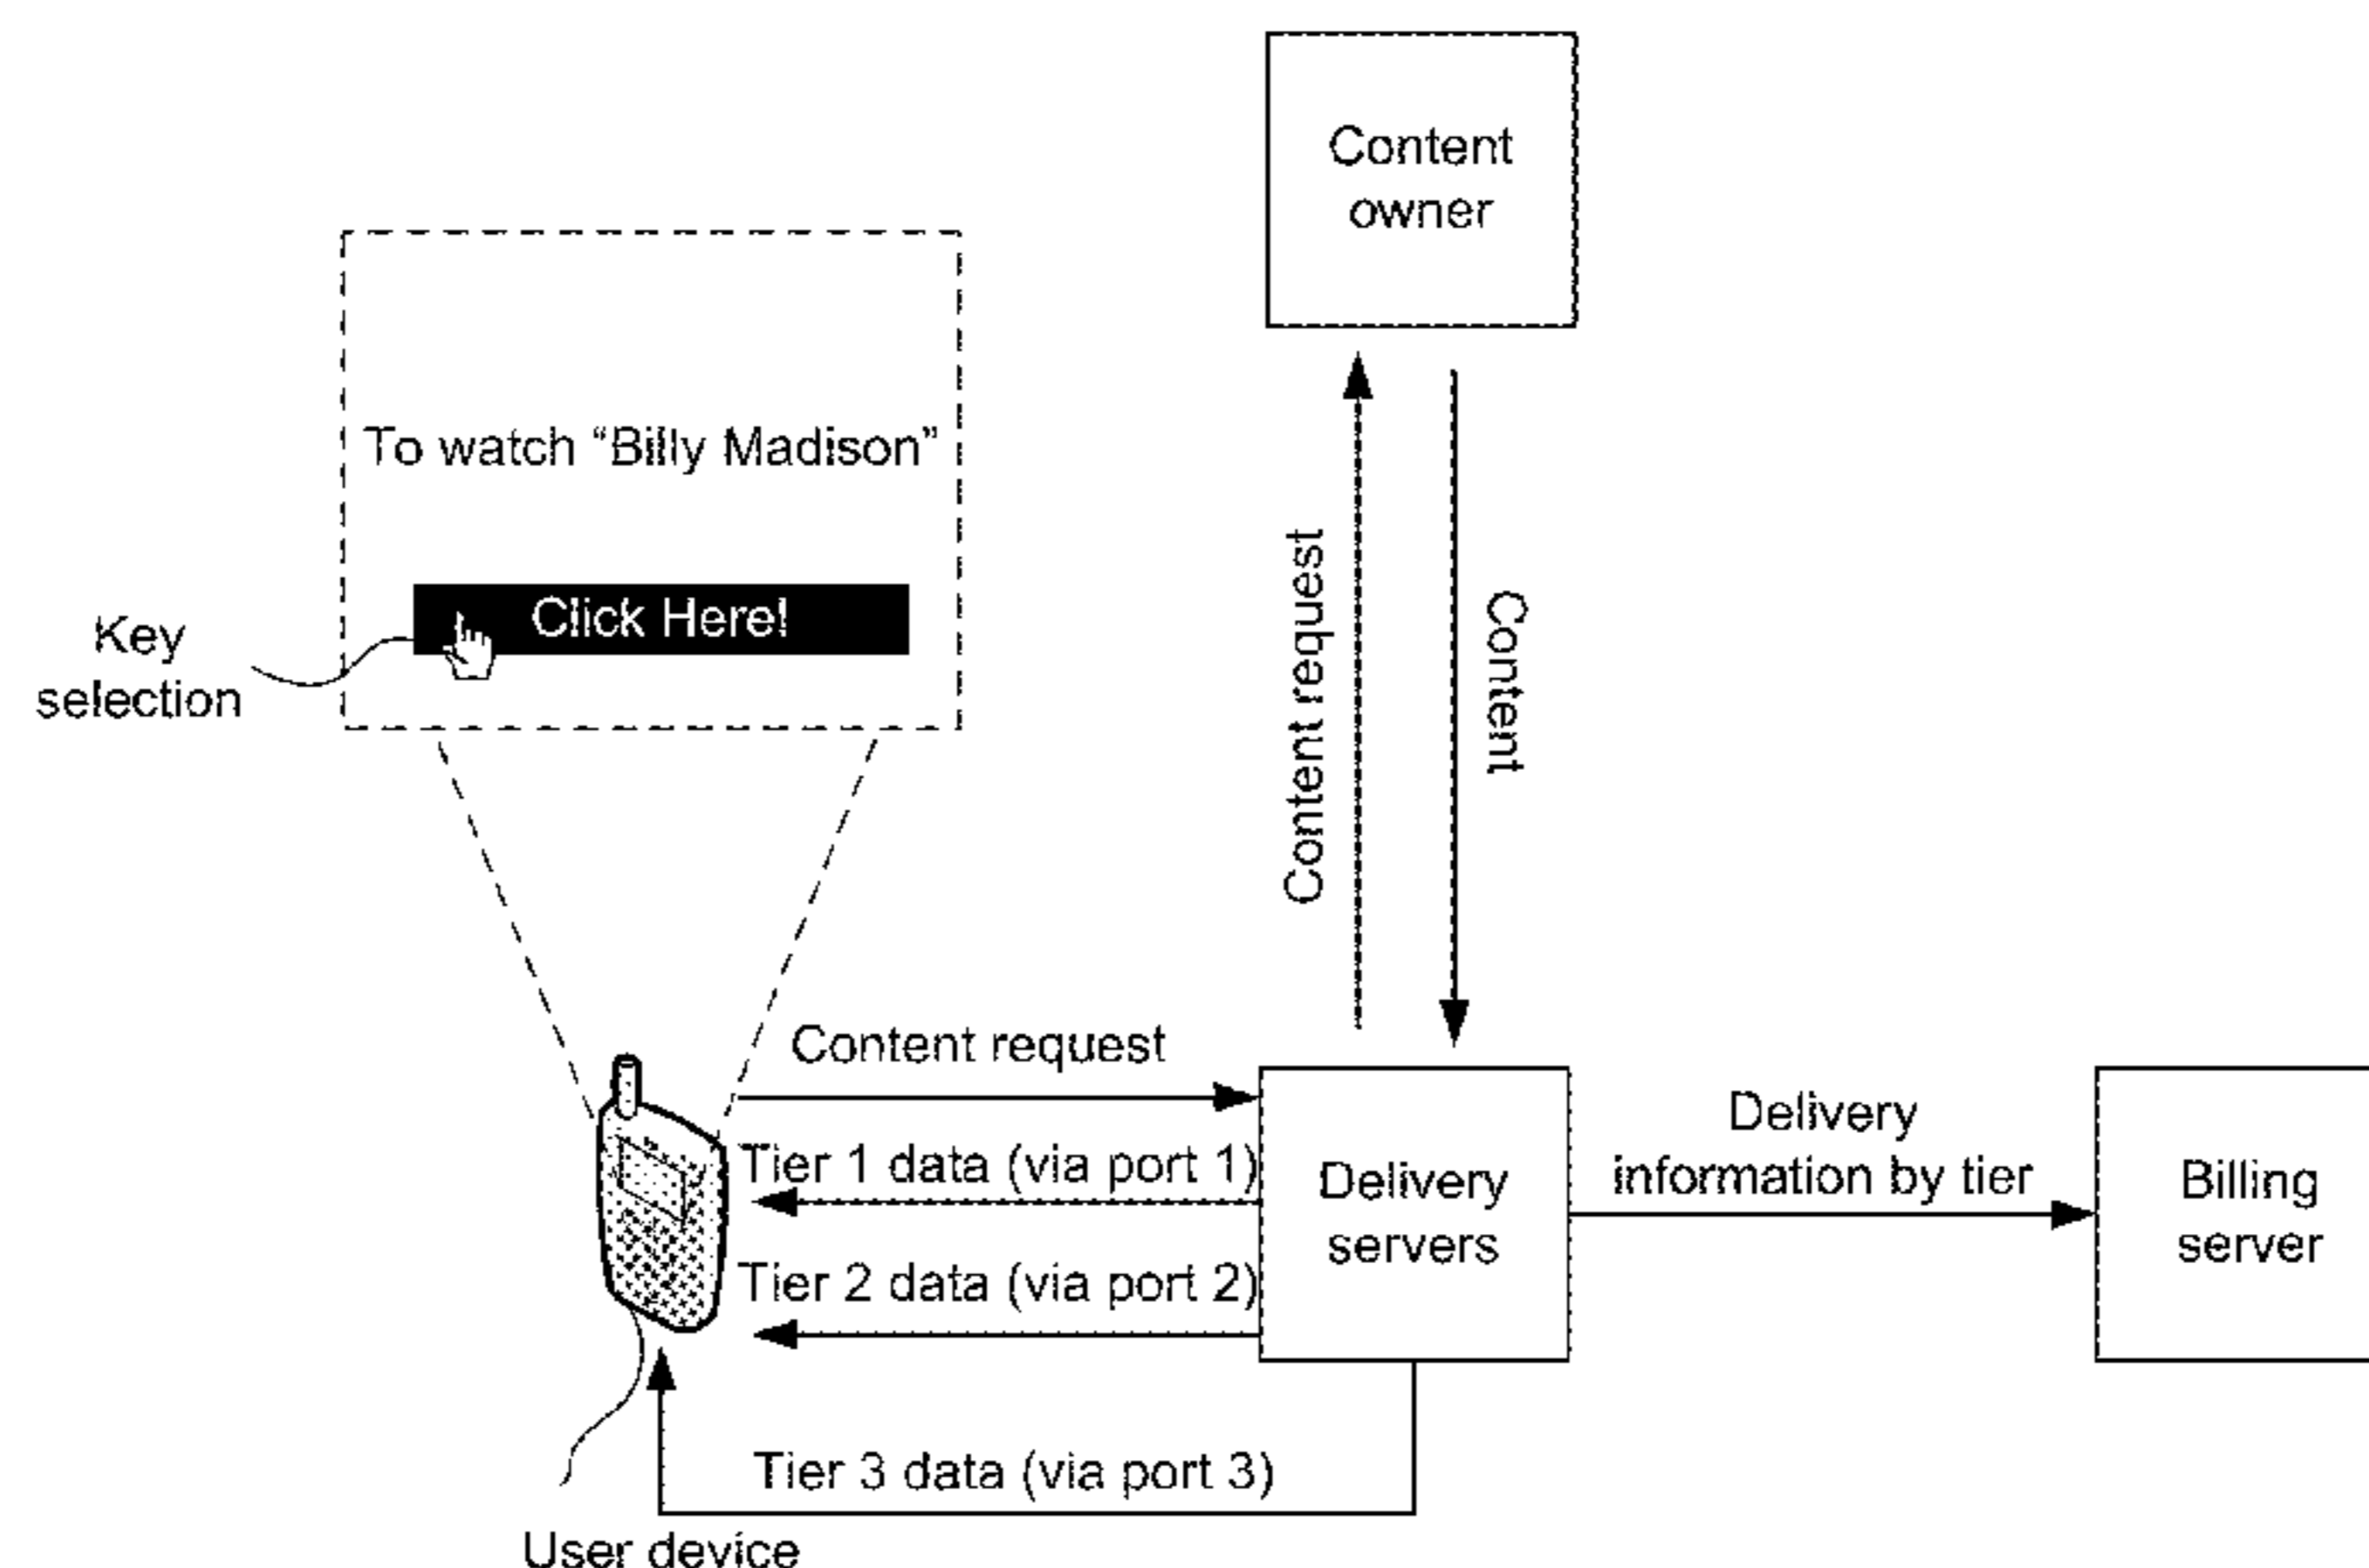 Content
owner
To watch “Billy Madison”
Click Here!
Key
selection
Content request
Content
Content request
Tier 1 data (via port 1)
Tier 2 data (via port 2)
Tier 3 data (via port 3)
Delivery
servers
Delivery
information by tier
Billing
server
User device